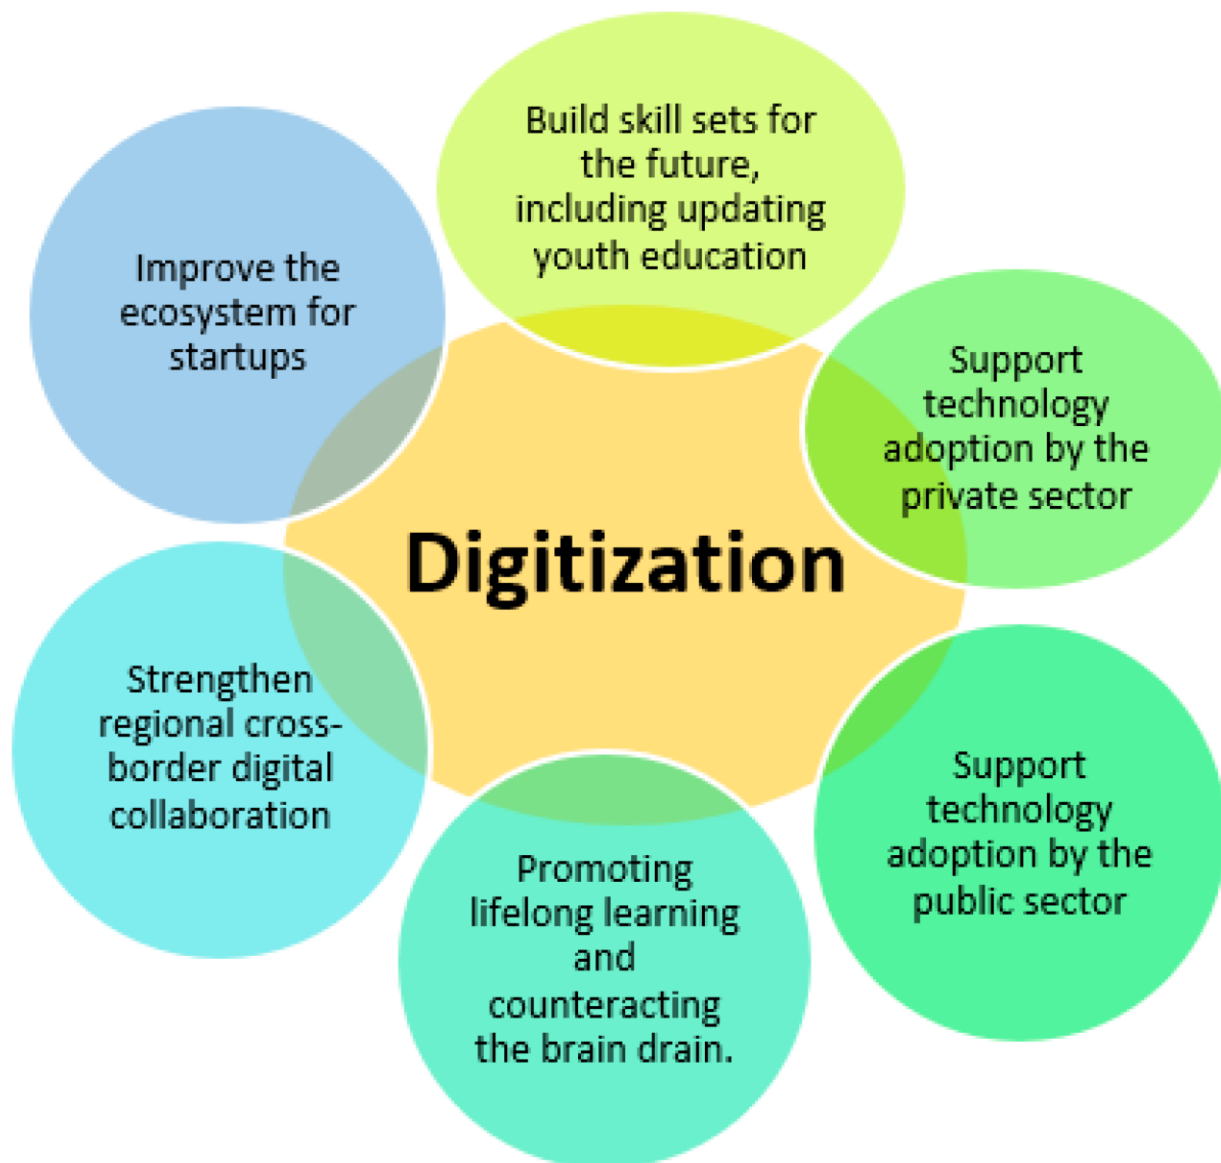 Build skill sets for
the future,
including updating
youth education
Improve the
ecosystem for
startups
Support
technology
adoption by the
private sector
Digitization
Strengthen
regional cross-
border digital
collaboration
Support
technology
adoption by the
public sector
Promoting
lifelong learning
and
counteracting
the brain drain.